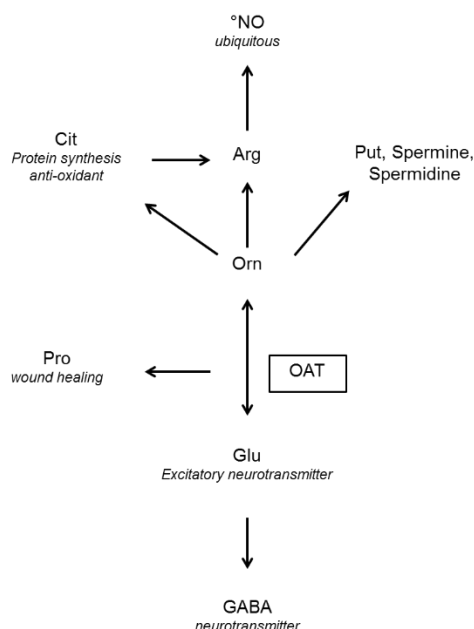 °NO
ubiquitous
Cit
Protein synthesis
anti-oxidant
Arg
Put, Spermine,
Spermidine
Orn
Pro
wound healing
OAT
Glu
Excitatory neurotransmitter
GABA
neurotransmitter